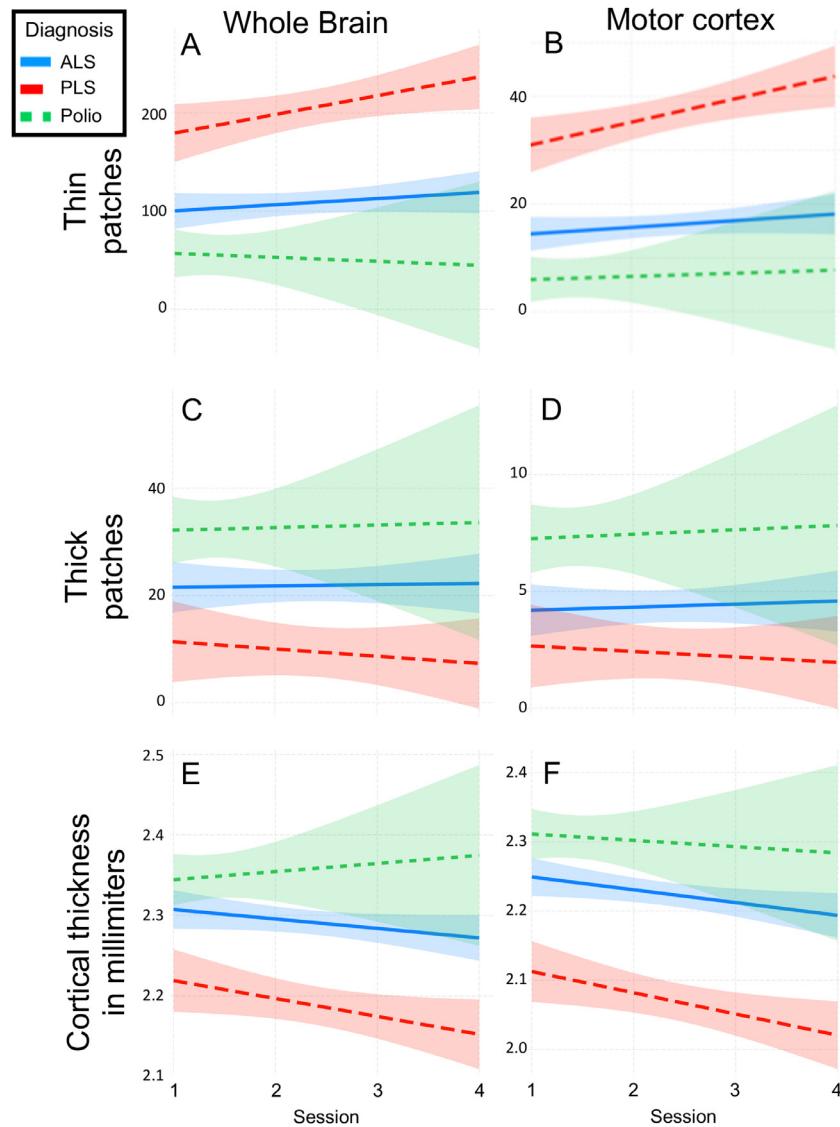 Diagnosis
ALS
PLS
Polio
Whole Brain
Motor cortex
Thin
patches
A
200
100
0
B
40
20
0
Thick
patches
C
40
20
0
D
10
5
0
Cortical thickness
in millimiters
E
2.5
2.4
2.3
2.2
2.1
1
2
3
4
Session
F
2.4
2.3
2.2
2.1
2.0
1
2
3
4
Session